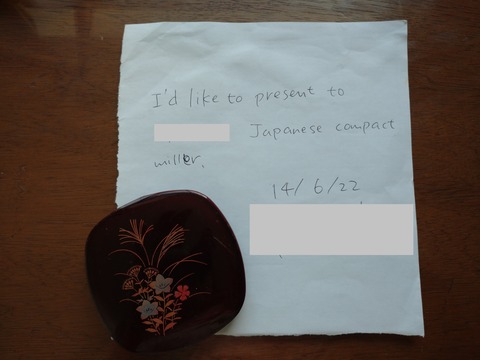 I'd like to present to
Japanese compact
miller.
14/6/22